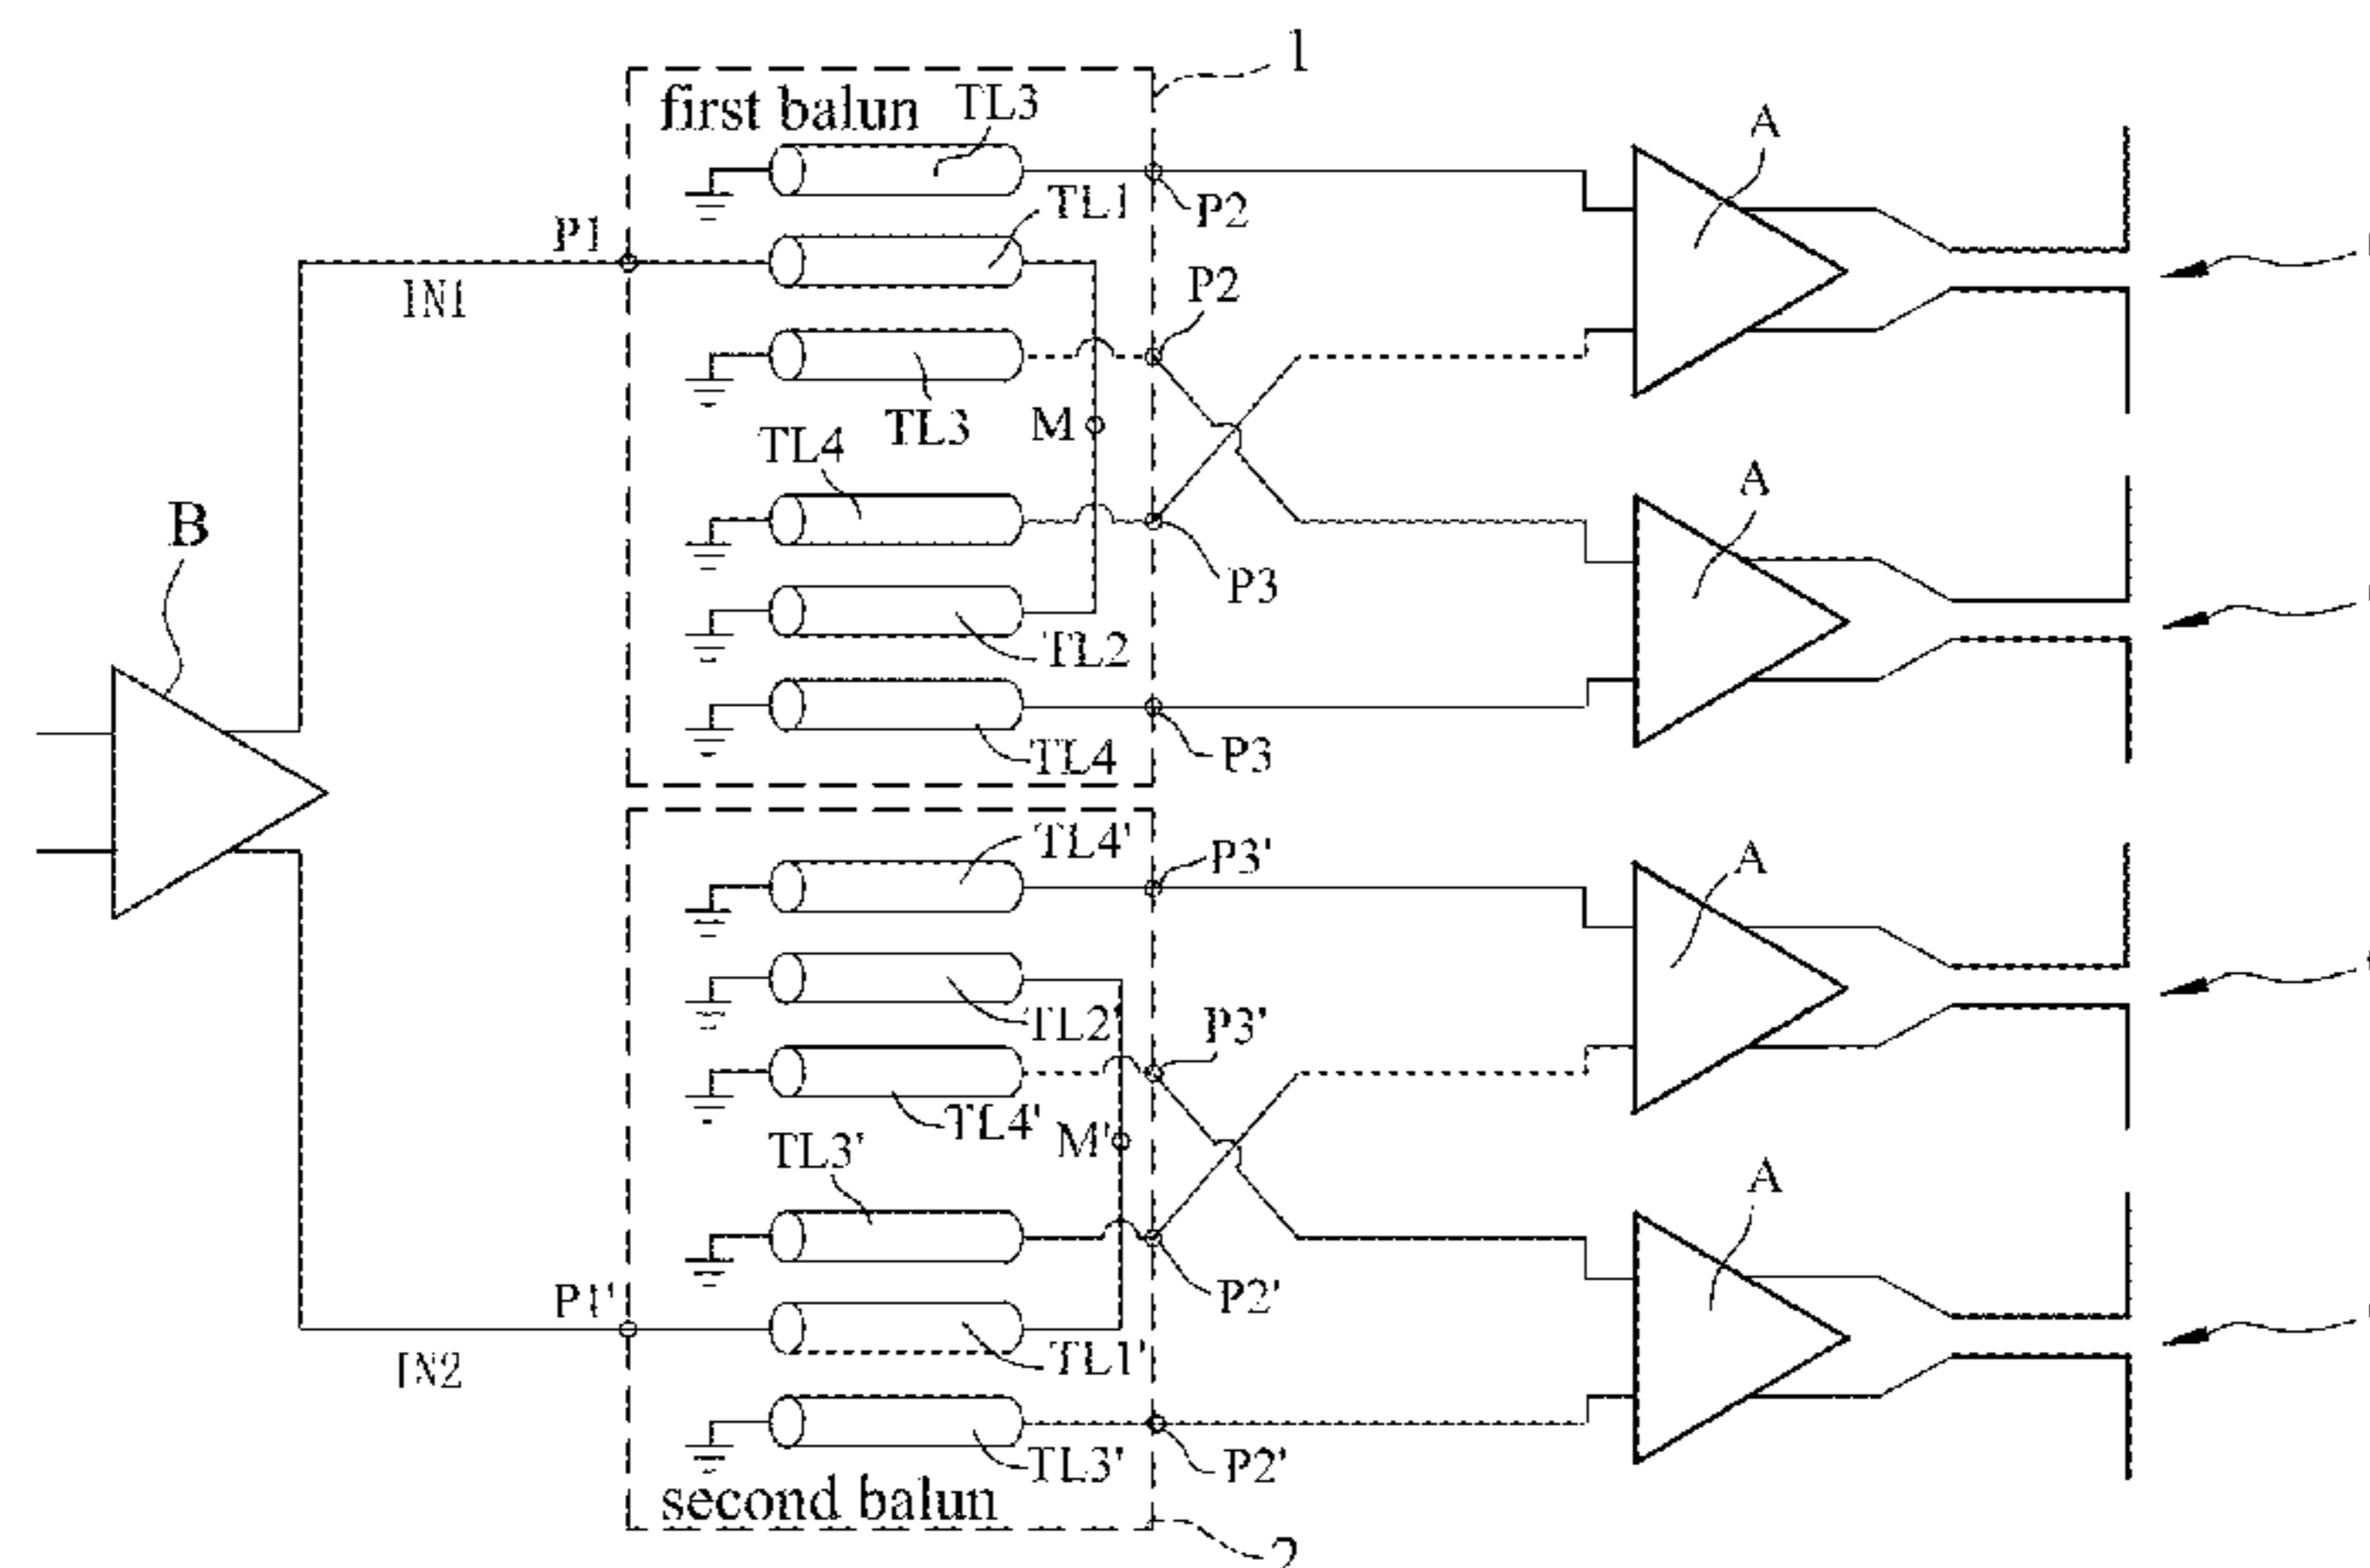 1
first balun
TL3
A
TL1
P2
P1
IN1
P2
TL3
M
TL4
A
B
P3
TL2
TL4
P3
TL4'
P3'
A
TL2'
P3'
TL4'
M'
TL3'
A
P1'
P2'
TL1'
IN2
TL3'
P2'
second balun
2